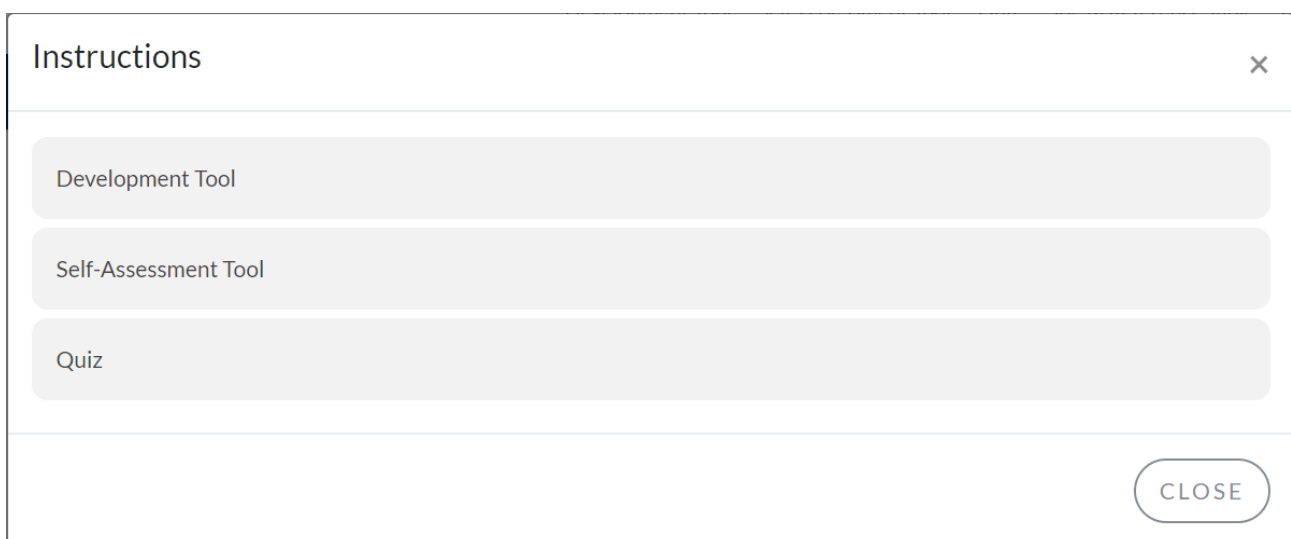 Instructions
×
Development Tool
Self-Assessment Tool
Quiz
CLOSE